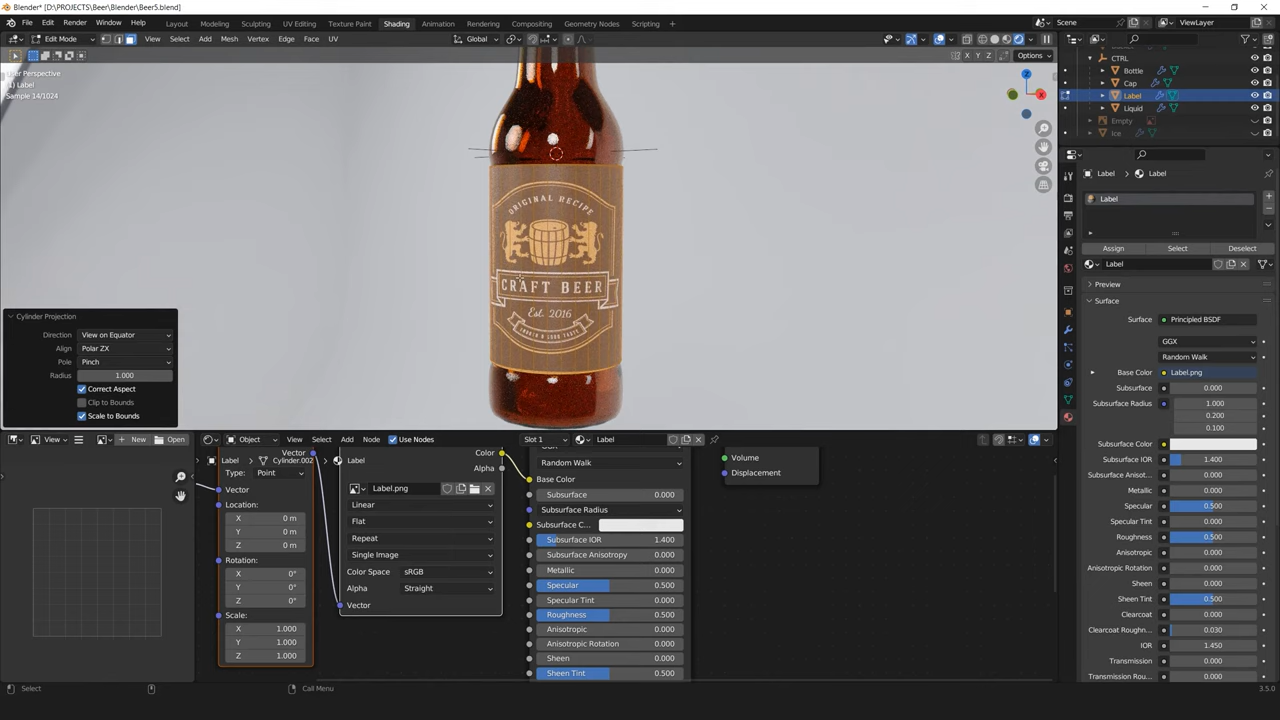 Blender* [D:\PROJECTS\Beer\Blender\Beer5.blend]
File Edit Render Window Help Layout Modeling Sculpting UV Editing Texture Paint Shading Animation Rendering Compositing Geometry Nodes Scripting + Scene ViewLayer
Edit Mode View Select Add Mesh Vertex Edge Face UV Global
X Y Z Options
User Perspective
(1) Label
Sample 14/1024
Z
X
CTRL
Bottle
Cap
Label
Liquid
Empty
Ice
ORIGINAL RECIPE
CRAFT BEER
Est. 2016
Label Label
Label
Assign Select Deselect
Label
Preview
Surface
Surface Principled BSDF
GGX
Random Walk
Base Color Label.png
Subsurface 0.000
Subsurface Radius 1.000
0.200
0.100
Subsurface Color
Subsurface IOR 1.400
Subsurface Anisot... 0.000
Metallic 0.000
Specular 0.500
Specular Tint 0.000
Roughness 0.500
Anisotropic 0.000
Anisotropic Rotation 0.000
Sheen 0.000
Sheen Tint 0.500
Clearcoat 0.000
Clearcoat Roughn... 0.030
IOR 1.450
Transmission 0.000
Transmission Rou... 0.000
Cylinder Projection
Direction View on Equator
Align Polar ZX
Pole Pinch
Radius 1.000
Correct Aspect
Clip to Bounds
Scale to Bounds
View + New Open
Object View Select Add Node Use Nodes Slot 1 Label
Label Cylinder.002 Label
Vector
Type: Point
Vector
Location:
X 0 m
Y 0 m
Z 0 m
Rotation:
X 0°
Y 0°
Z 0°
Scale:
X 1.000
Y 1.000
Z 1.000
Color
Alpha
Label.png
Linear
Flat
Repeat
Single Image
Color Space sRGB
Alpha Straight
Vector
Random Walk
Base Color
Subsurface 0.000
Subsurface Radius
Subsurface C...
Subsurface IOR 1.400
Subsurface Anisotropy 0.000
Metallic 0.000
Specular 0.500
Specular Tint 0.000
Roughness 0.500
Anisotropic 0.000
Anisotropic Rotation 0.000
Sheen 0.000
Sheen Tint 0.500
Volume
Displacement
Select
Call Menu
3.5.0